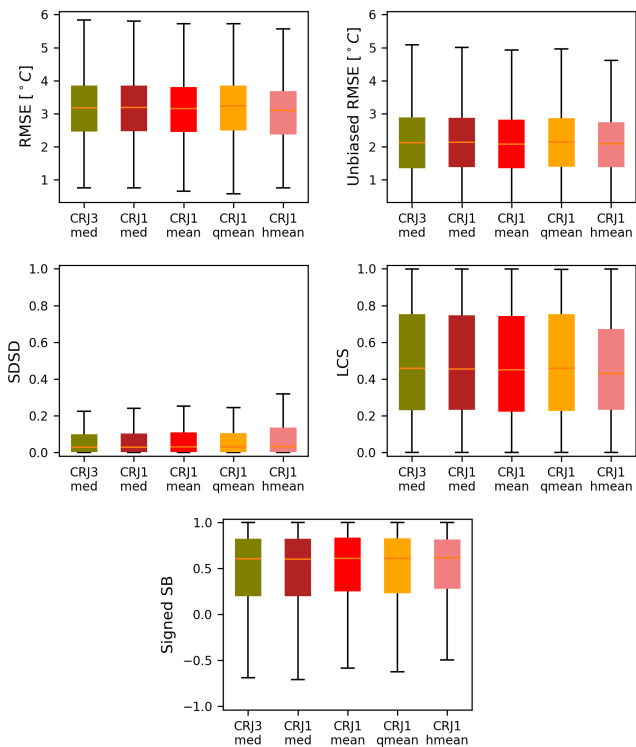 RMSE [°C]
6
5
4
3
2
1
CRJ3 med
CRJ1 med
CRJ1 mean
CRJ1 qmean
CRJ1 hmean
Unbiased RMSE [°C]
6
5
4
3
2
1
CRJ3 med
CRJ1 med
CRJ1 mean
CRJ1 qmean
CRJ1 hmean
SDSD
1.0
0.8
0.6
0.4
0.2
0.0
CRJ3 med
CRJ1 med
CRJ1 mean
CRJ1 qmean
CRJ1 hmean
LCS
1.0
0.8
0.6
0.4
0.2
0.0
CRJ3 med
CRJ1 med
CRJ1 mean
CRJ1 qmean
CRJ1 hmean
Signed SB
1.0
0.5
0.0
−0.5
−1.0
CRJ3 med
CRJ1 med
CRJ1 mean
CRJ1 qmean
CRJ1 hmean